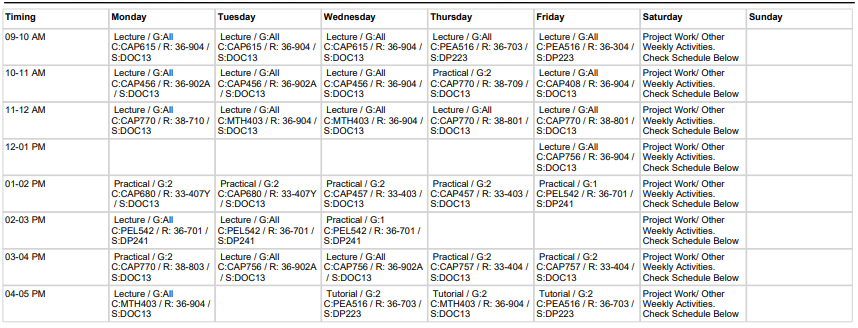 Timing Monday Tuesday Wednesday Thursday Friday Saturday Sunday
09-10 AM
Lecture / G:All
C:CAP615 / R: 36-904 /
S:DOC13
Lecture / G:All
C:CAP615 / R: 36-904 /
S:DOC13
Lecture / G:All
C:CAP615 / R: 36-904 /
S:DOC13
Lecture / G:All
C:PEA516 / R: 36-703 /
S:DP223
Lecture / G:All
C:PEA516 / R: 36-304 /
S:DP223
Project Work/ Other
Weekly Activities.
Check Schedule Below
10-11 AM
Lecture / G:All
C:CAP456 / R: 36-902A
/ S:DOC13
Lecture / G:All
C:CAP456 / R: 36-902A
/ S:DOC13
Lecture / G:All
C:CAP456 / R: 36-904 /
S:DOC13
Practical / G:2
C:CAP770 / R: 38-709 /
S:DOC13
Lecture / G:All
C:CAP408 / R: 36-904 /
S:DOC13
Project Work/ Other
Weekly Activities.
Check Schedule Below
11-12 AM
Lecture / G:All
C:CAP770 / R: 38-710 /
S:DOC13
Lecture / G:All
C:MTH403 / R: 36-904 /
S:DOC13
Lecture / G:All
C:MTH403 / R: 36-904 /
S:DOC13
Lecture / G:All
C:CAP770 / R: 38-801 /
S:DOC13
Lecture / G:All
C:CAP770 / R: 38-801 /
S:DOC13
Project Work/ Other
Weekly Activities.
Check Schedule Below
12-01 PM
Lecture / G:All
C:CAP756 / R: 36-904 /
S:DOC13
Project Work/ Other
Weekly Activities.
Check Schedule Below
01-02 PM
Practical / G:2
C:CAP680 / R: 33-407Y
/ S:DOC13
Practical / G:2
C:CAP680 / R: 33-407Y
/ S:DOC13
Practical / G:2
C:CAP457 / R: 33-403 /
S:DOC13
Practical / G:2
C:CAP457 / R: 33-403 /
S:DOC13
Practical / G:1
C:PEL542 / R: 36-701 /
S:DP241
Project Work/ Other
Weekly Activities.
Check Schedule Below
02-03 PM
Lecture / G:All
C:PEL542 / R: 36-701 /
S:DP241
Lecture / G:All
C:PEL542 / R: 36-701 /
S:DP241
Practical / G:1
C:PEL542 / R: 36-701 /
S:DP241
Project Work/ Other
Weekly Activities.
Check Schedule Below
03-04 PM
Practical / G:2
C:CAP770 / R: 38-803 /
S:DOC13
Lecture / G:All
C:CAP756 / R: 36-902A
/ S:DOC13
Lecture / G:All
C:CAP756 / R: 36-902A
/ S:DOC13
Practical / G:2
C:CAP757 / R: 33-404 /
S:DOC13
Practical / G:2
C:CAP757 / R: 33-404 /
S:DOC13
Project Work/ Other
Weekly Activities.
Check Schedule Below
04-05 PM
Lecture / G:All
C:MTH403 / R: 36-904 /
S:DOC13
Tutorial / G:2
C:PEA516 / R: 36-703 /
S:DP223
Tutorial / G:2
C:MTH403 / R: 36-904 /
S:DOC13
Tutorial / G:2
C:PEA516 / R: 36-703 /
S:DP223
Project Work/ Other
Weekly Activities.
Check Schedule Below